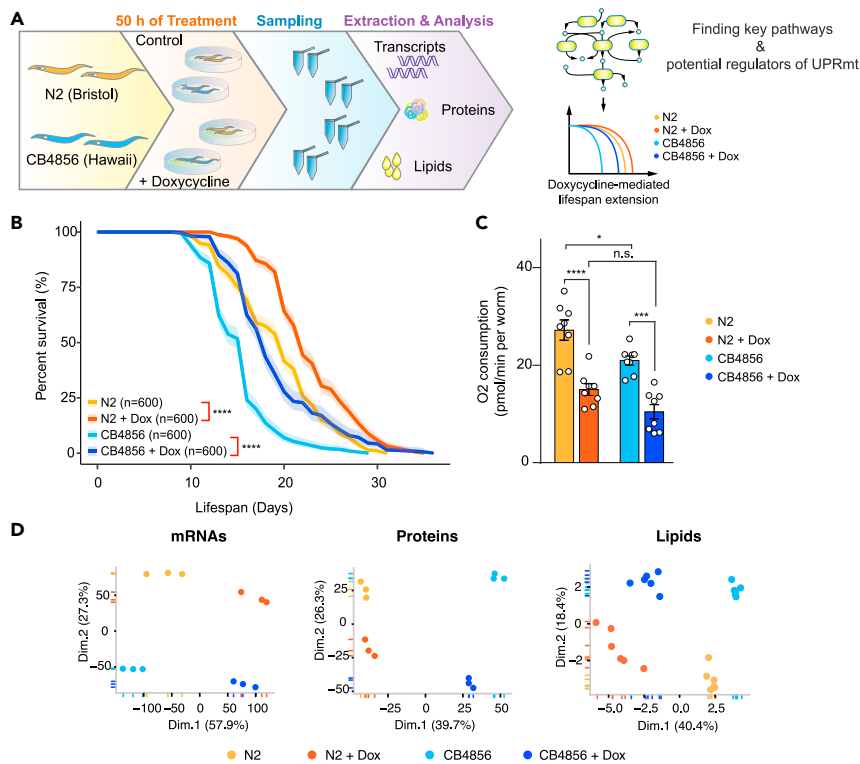 A
50 h of Treatment
Sampling
Extraction & Analysis
Control
N2 (Bristol)
CB4856 (Hawaii)
+ Doxycycline
Transcripts
Proteins
Lipids
Finding key pathways
&
potential regulators of UPRmt
N2
N2 + Dox
CB4856
CB4856 + Dox
Doxycycline-mediated
lifespan extension
B
Percent survival (%)
100
75
50
25
0
N2 (n=600)
N2 + Dox (n=600)
CB4856 (n=600)
CB4856 + Dox (n=600)
****
****
0
10
20
30
Lifespan (Days)
C
O2 consumption
(pmol/min per worm)
40
20
0
*
n.s.
****
***
N2
N2 + Dox
CB4856
CB4856 + Dox
D
mRNAs
Dim.2 (27.3%)
50
0
−50
−100
−50
0
50
100
Dim.1 (57.9%)
Proteins
Dim.2 (26.3%)
25
0
−25
−50
−25
0
25
50
Dim.1 (39.7%)
Lipids
Dim.2 (18.4%)
2
0
−2
−5.0
−2.5
0.0
2.5
Dim.1 (40.4%)
N2
N2 + Dox
CB4856
CB4856 + Dox